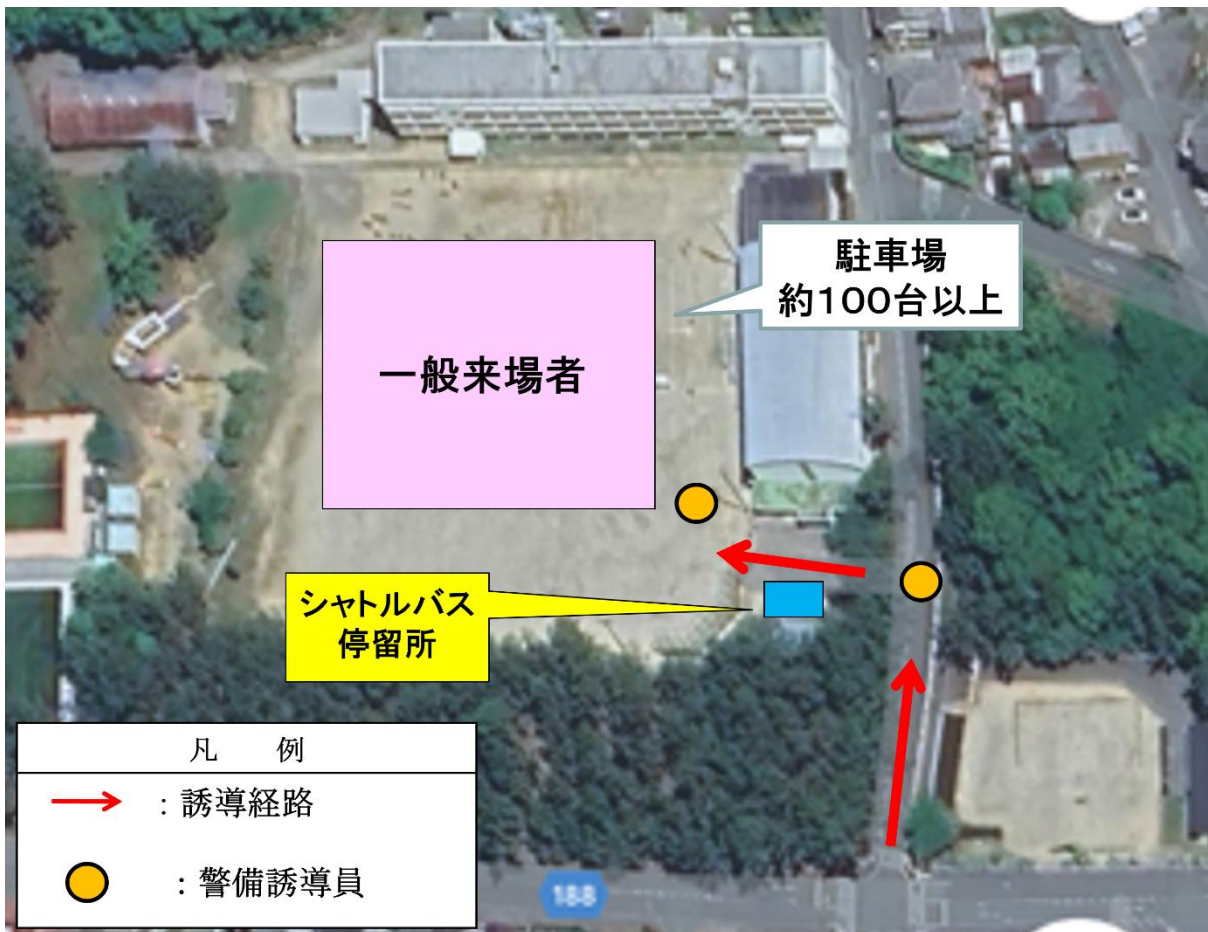 駐車場
約100台以上
一般来場者
シャトルバス
停留所
凡　例
：誘導経路
：警備誘導員
188